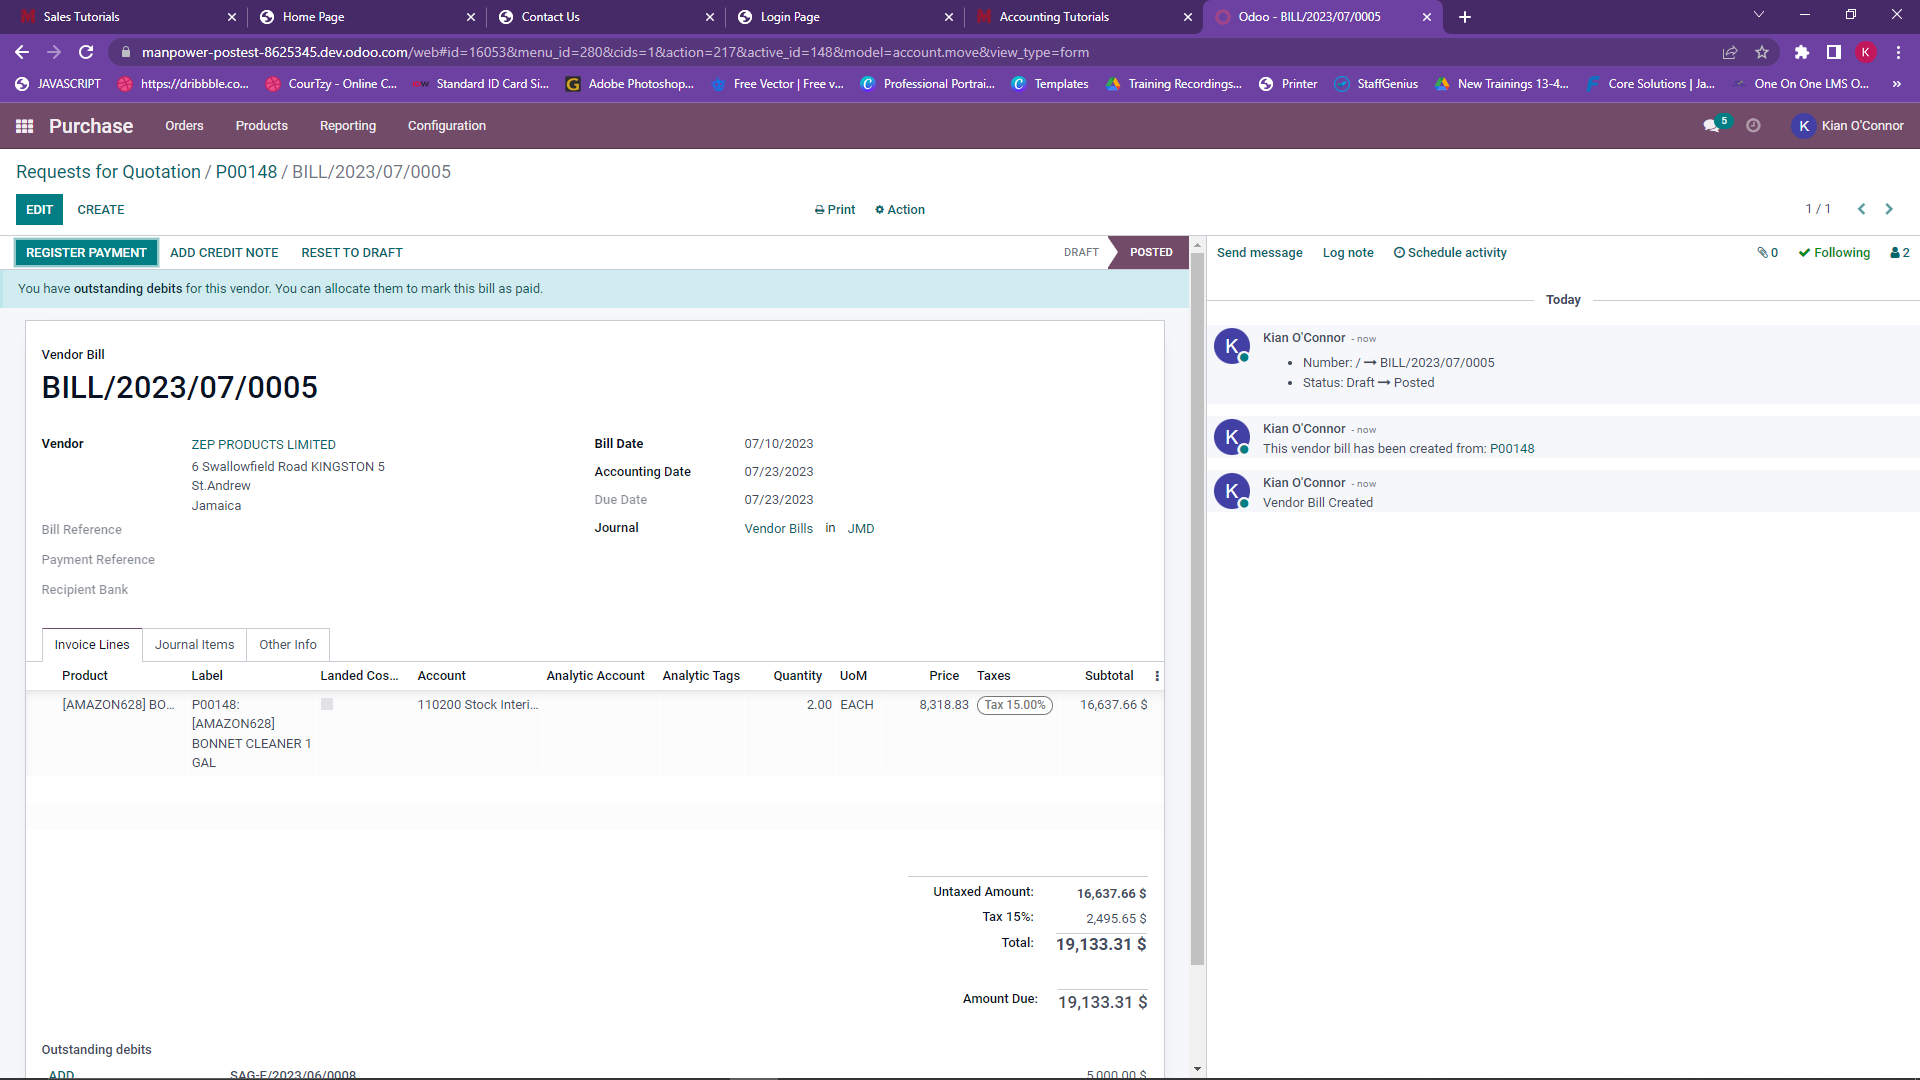 Sales Tutorials
Home Page
Contact Us
Login Page
Accounting Tutorials
Odoo - BILL/2023/07/0005
manpower-postest-8625345.dev.odoo.com/web#id=16053&menu_id=280&cids=1&action=217&active_id=148&model=account.move&view_type=form
K
JAVASCRIPT
https://dribbble.co...
CourTzy - Online C...
Standard ID Card Si...
Adobe Photoshop...
Free Vector | Free v...
Professional Portrai...
Templates
Training Recordings...
Printer
StaffGenius
New Trainings 13-4...
Core Solutions | Ja...
One On One LMS O...
»
Purchase Orders Products Reporting Configuration
5
K Kian O'Connor
Requests for Quotation / P00148 / BILL/2023/07/0005
EDIT CREATE
Print Action
1 / 1
REGISTER PAYMENT ADD CREDIT NOTE RESET TO DRAFT
DRAFT POSTED
You have outstanding debits for this vendor. You can allocate them to mark this bill as paid.
Vendor Bill
BILL/2023/07/0005
Vendor
ZEP PRODUCTS LIMITED
6 Swallowfield Road KINGSTON 5
St.Andrew
Jamaica
Bill Reference
Payment Reference
Recipient Bank
Bill Date 07/10/2023
Accounting Date 07/23/2023
Due Date 07/23/2023
Journal Vendor Bills in JMD
Invoice Lines Journal Items Other Info
Product Label Landed Cos... Account Analytic Account Analytic Tags Quantity UoM Price Taxes Subtotal
[AMAZON628] BO... P00148: 110200 Stock Interi... 2.00 EACH 8,318.83 Tax 15.00% 16,637.66 $
[AMAZON628]
BONNET CLEANER 1
GAL
Untaxed Amount: 16,637.66 $
Tax 15%: 2,495.65 $
Total: 19,133.31 $
Amount Due: 19,133.31 $
Outstanding debits
ADD SAG-F/2023/06/0008 5,000.00 $
Send message Log note Schedule activity
0 Following 2
Today
K
Kian O'Connor - now
Number: / → BILL/2023/07/0005
Status: Draft → Posted
K
Kian O'Connor - now
This vendor bill has been created from: P00148
K
Kian O'Connor - now
Vendor Bill Created